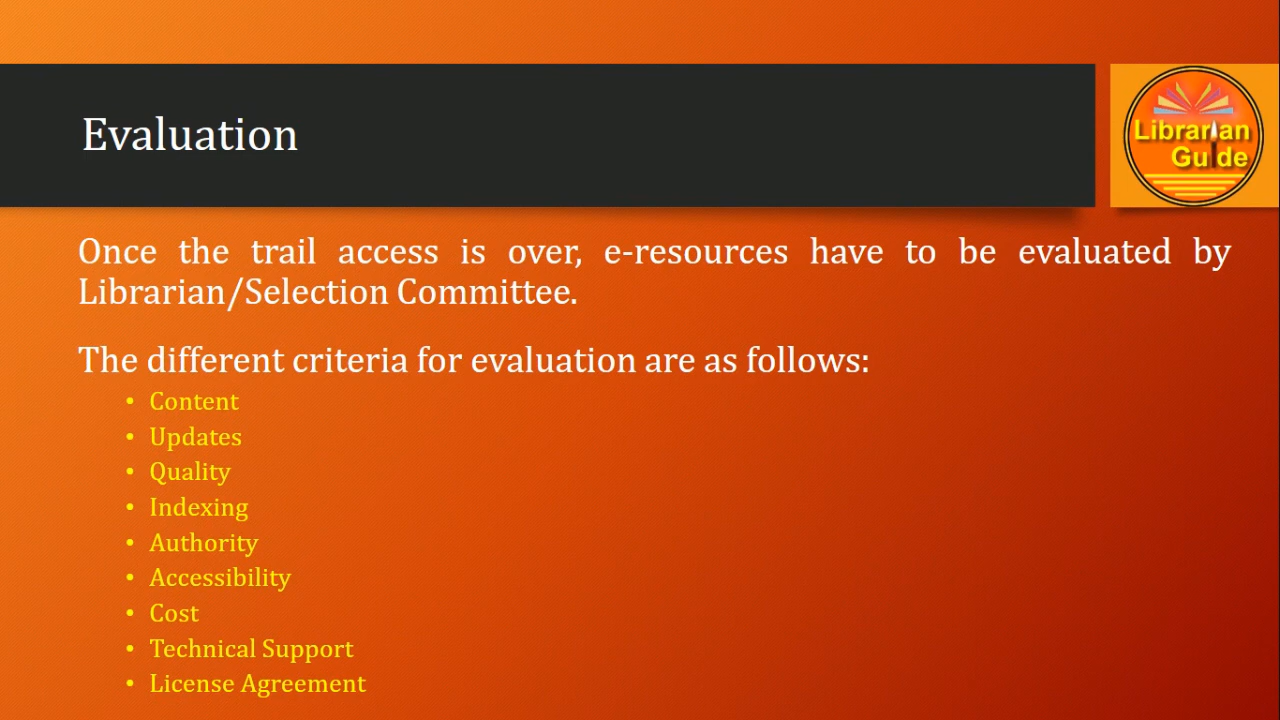 Evaluation
Librarian
Guide
Once the trail access is over, e-resources have to be evaluated by
Librarian/Selection Committee.
The different criteria for evaluation are as follows:
• Content
• Updates
• Quality
• Indexing
• Authority
• Accessibility
• Cost
• Technical Support
• License Agreement